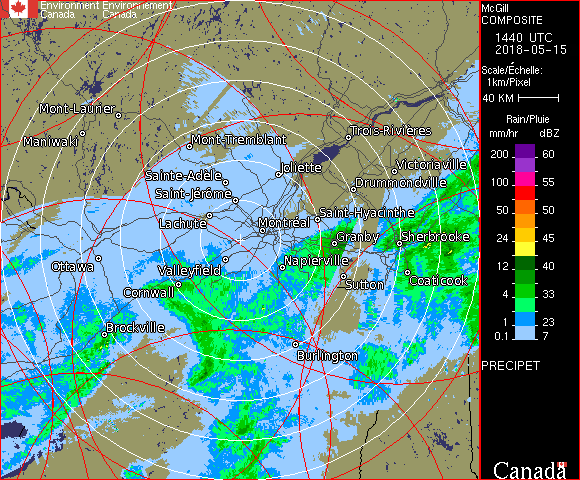 Environment Environnement
Canada Canada
McGill
COMPOSITE
1440 UTC
2018-05-15
Scale/Échelle:
1km/Pixel
40 KM
Rain/Pluie
mm/hr dBZ
200 60
100 55
50 50
24 45
12 40
4 33
1 23
0.1 7
PRECIPET
Canada
Mont-Laurier
Maniwaki
Mont-Tremblant
Trois-Rivières
Joliette
Victoriaville
Sainte-Adèle
Drummondville
Saint-Jérôme
Saint-Hyacinthe
Lachute
Montréal
Granby
Sherbrooke
Ottawa
Valleyfield
Napierville
Sutton
Coaticook
Cornwall
Brockville
Burlington